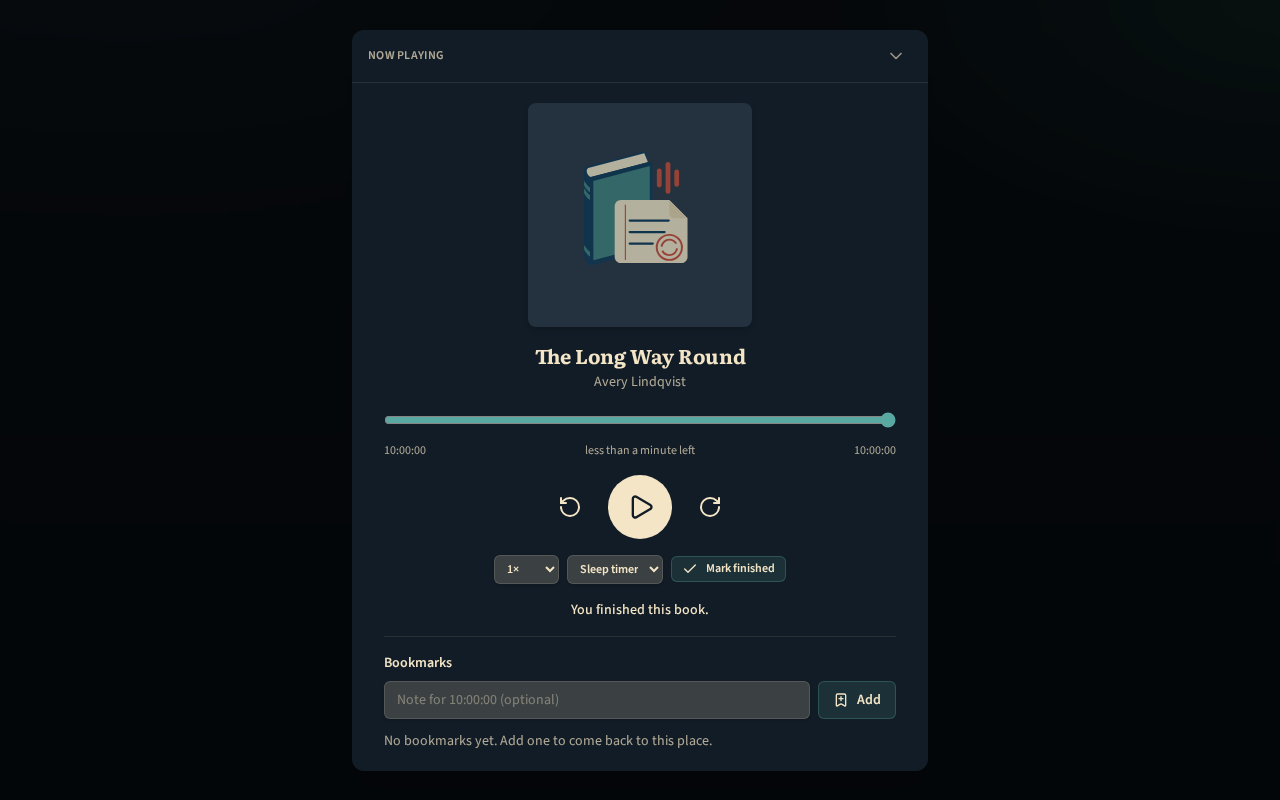 NOW PLAYING
The Long Way Round
Avery Lindqvist
10:00:00 less than a minute left 10:00:00
1× Sleep timer Mark finished
You finished this book.
Bookmarks
Note for 10:00:00 (optional) Add
No bookmarks yet. Add one to come back to this place.